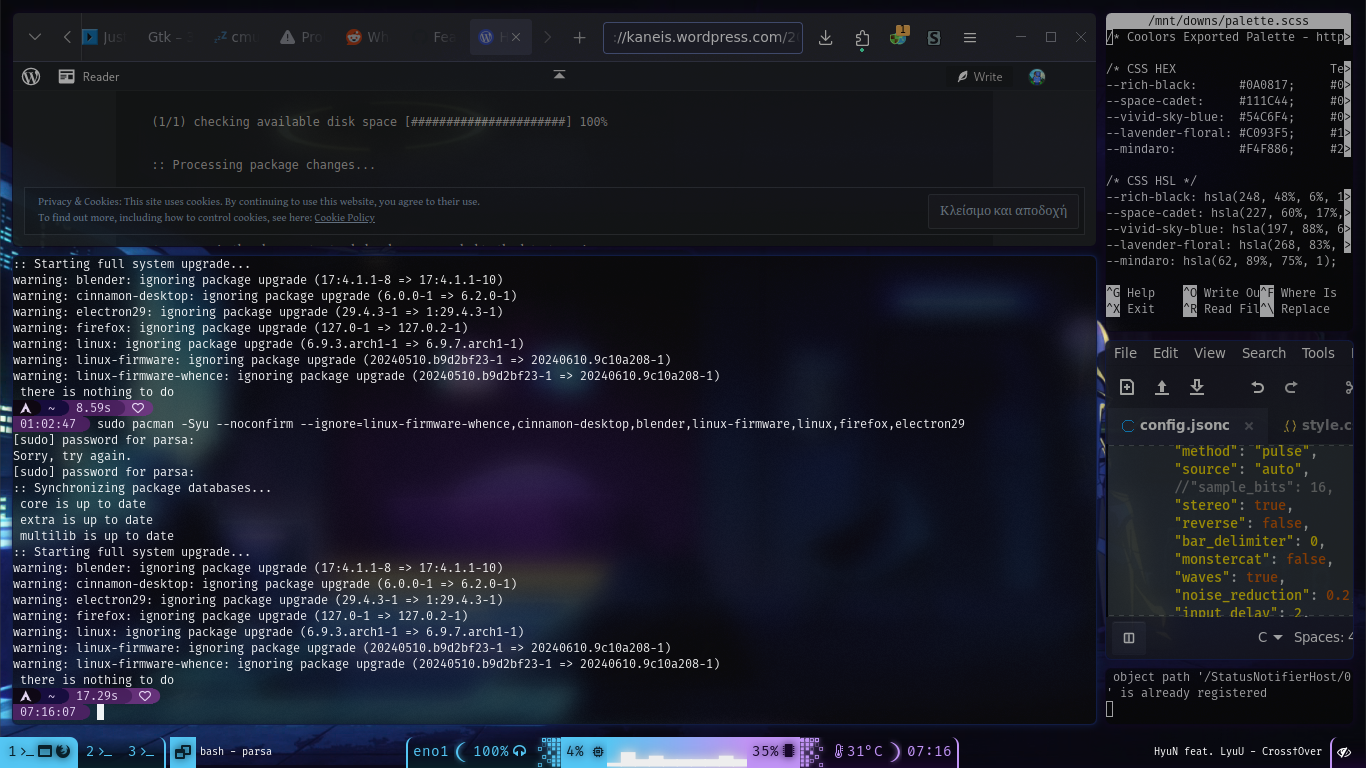 Just
Gtk –
cmu
Pro
Wh
Fea
H
://kaneis.wordpress.com/2
1
S
Reader
Write
(1/1) checking available disk space [######################] 100%
:: Processing package changes...
Privacy & Cookies: This site uses cookies. By continuing to use this website, you agree to their use.
To find out more, including how to control cookies, see here: Cookie Policy
Κλείσιμο και αποδοχή
:: Starting full system upgrade...
warning: blender: ignoring package upgrade (17:4.1.1-8 => 17:4.1.1-10)
warning: cinnamon-desktop: ignoring package upgrade (6.0.0-1 => 6.2.0-1)
warning: electron29: ignoring package upgrade (29.4.3-1 => 1:29.4.3-1)
warning: firefox: ignoring package upgrade (127.0-1 => 127.0.2-1)
warning: linux: ignoring package upgrade (6.9.3.arch1-1 => 6.9.7.arch1-1)
warning: linux-firmware: ignoring package upgrade (20240510.b9d2bf23-1 => 20240610.9c10a208-1)
warning: linux-firmware-whence: ignoring package upgrade (20240510.b9d2bf23-1 => 20240610.9c10a208-1)
there is nothing to do
~ 8.59s
01:02:47 sudo pacman -Syu --noconfirm --ignore=linux-firmware-whence,cinnamon-desktop,blender,linux-firmware,linux,firefox,electron29
[sudo] password for parsa:
Sorry, try again.
[sudo] password for parsa:
:: Synchronizing package databases...
core is up to date
extra is up to date
multilib is up to date
:: Starting full system upgrade...
warning: blender: ignoring package upgrade (17:4.1.1-8 => 17:4.1.1-10)
warning: cinnamon-desktop: ignoring package upgrade (6.0.0-1 => 6.2.0-1)
warning: electron29: ignoring package upgrade (29.4.3-1 => 1:29.4.3-1)
warning: firefox: ignoring package upgrade (127.0-1 => 127.0.2-1)
warning: linux: ignoring package upgrade (6.9.3.arch1-1 => 6.9.7.arch1-1)
warning: linux-firmware: ignoring package upgrade (20240510.b9d2bf23-1 => 20240610.9c10a208-1)
warning: linux-firmware-whence: ignoring package upgrade (20240510.b9d2bf23-1 => 20240610.9c10a208-1)
there is nothing to do
~ 17.29s
07:16:07
/mnt/downs/palette.scss
/* Coolors Exported Palette - http>
/* CSS HEX Te>
--rich-black: #0A0817; #0>
--space-cadet: #111C44; #0>
--vivid-sky-blue: #54C6F4; #0>
--lavender-floral: #C093F5; #1>
--mindaro: #F4F886; #2>
/* CSS HSL */
--rich-black: hsla(248, 48%, 6%, 1>
--space-cadet: hsla(227, 60%, 17%,>
--vivid-sky-blue: hsla(197, 88%, 6>
--lavender-floral: hsla(268, 83%, >
--mindaro: hsla(62, 89%, 75%, 1);
^G Help ^O Write Ou^F Where Is
^X Exit ^R Read Fil^\ Replace
File Edit View Search Tools
config.jsonc × style.c
"method": "pulse",
"source": "auto",
//"sample_bits": 16,
"stereo": true,
"reverse": false,
"bar_delimiter": 0,
"monstercat": false,
"waves": true,
"noise_reduction": 0.2
"input_delay": 2,
C Spaces: 4
object path '/StatusNotifierHost/0
' is already registered
1 >_ 2 >_ 3 >_ bash - parsa eno1 100% 4% 35% 31°C 07:16 HyuN feat. LyuU - CrosstOver